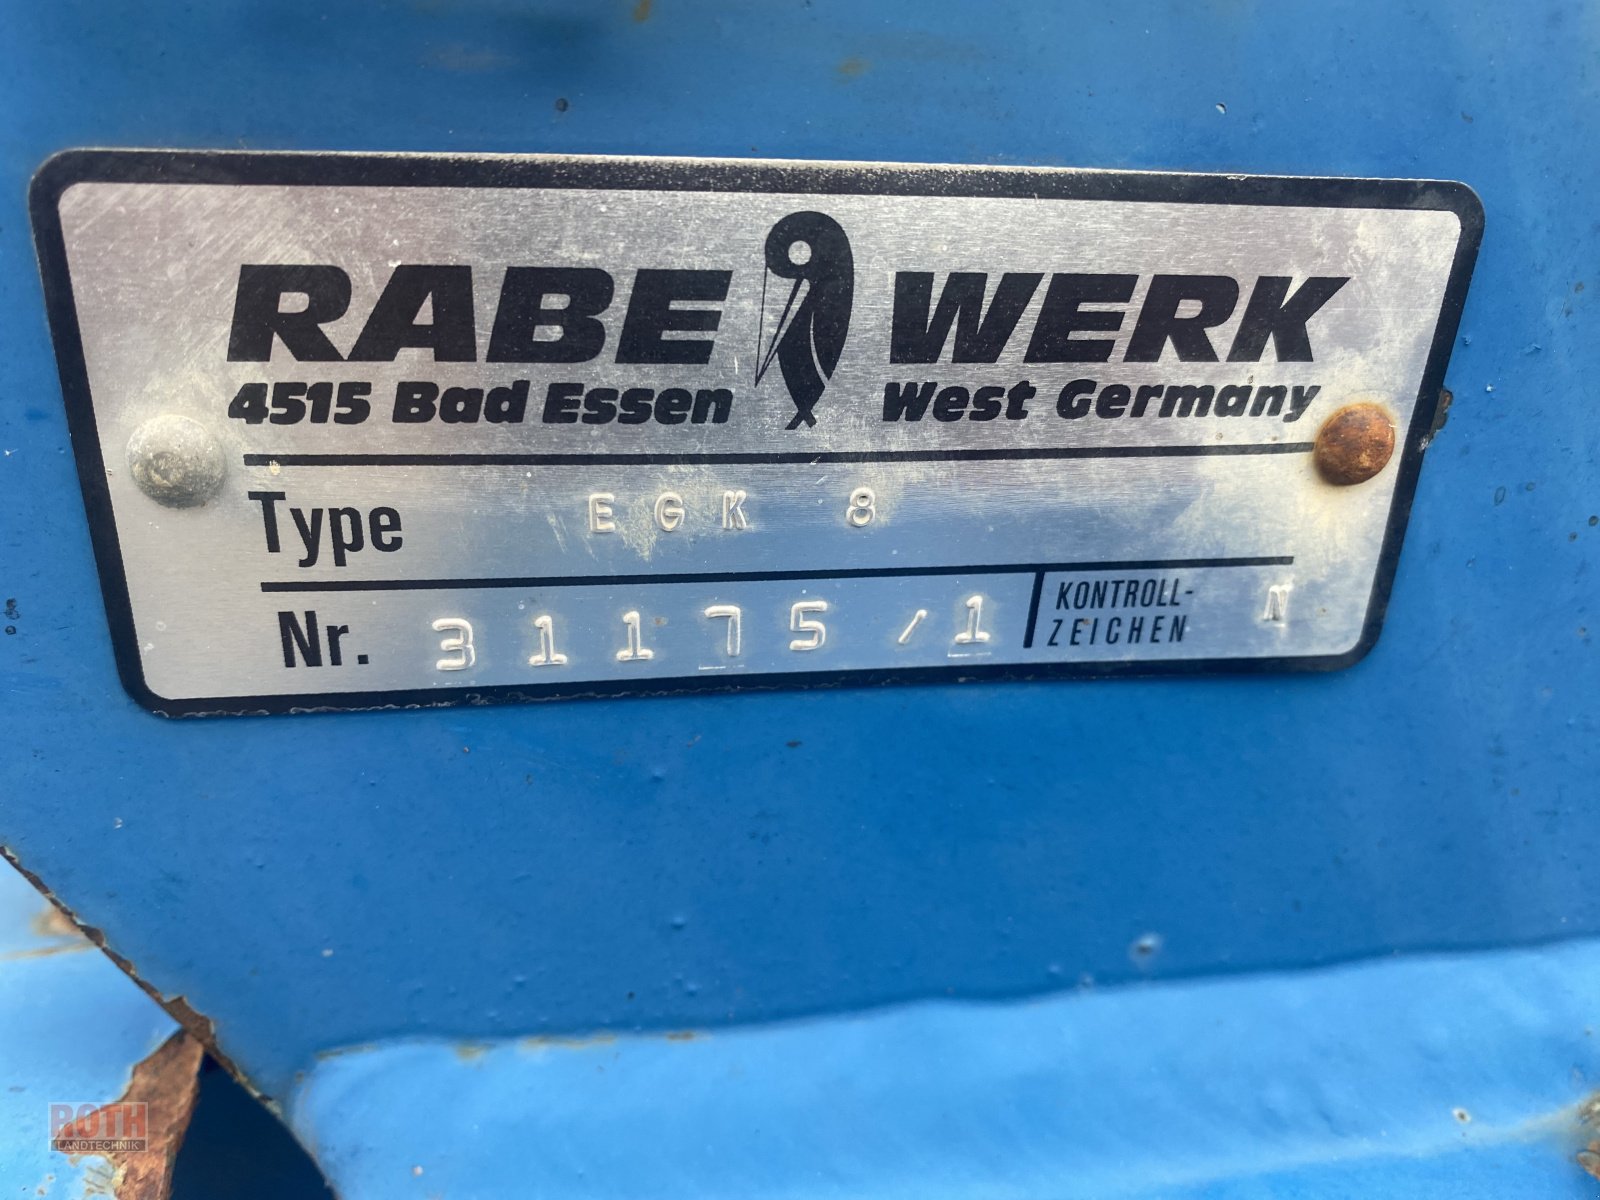 RABE WERK
4515 Bad Essen West Germany
Type EGK 8
Nr. 31175/1 KONTROLL-
ZEICHEN N
ROTH
LANDTECHNIK